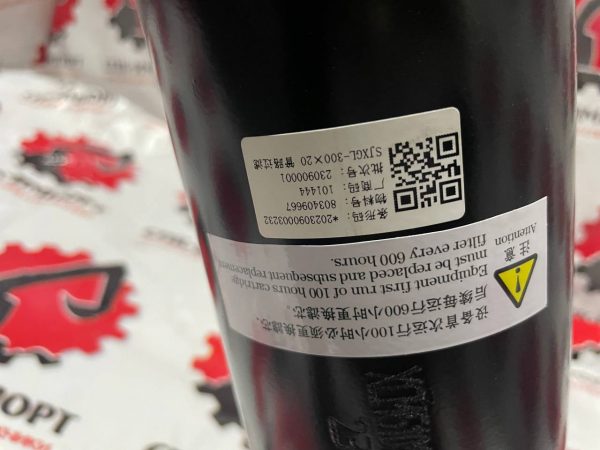 设备首次运行100小时必须更换滤芯，
后续每运行600小时更换滤芯。
Equipment first run of 100 hours cartridge
must be replaced and subsequent replacement
filter every 600 hours.
注意
Attention
条形码：*2023090003232
物料号：803409667
厂商码：101444
批次号：230900001
SJXGL-300×20 管路过滤